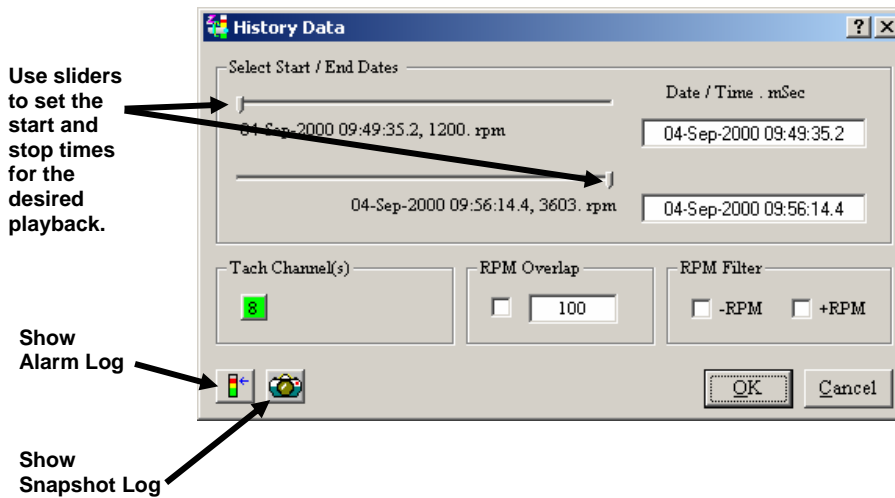 History Data
Use sliders
to set the
start and
stop times
for the
desired
playback.
Select Start / End Dates
Date / Time . mSec
04-Sep-2000 09:49:35.2, 1200. rpm
04-Sep-2000 09:49:35.2
04-Sep-2000 09:56:14.4, 3603. rpm
04-Sep-2000 09:56:14.4
Tach Channel(s)
RPM Overlap
RPM Filter
8
100
-RPM
+RPM
Show
Alarm Log
OK
Cancel
Show
Snapshot Log